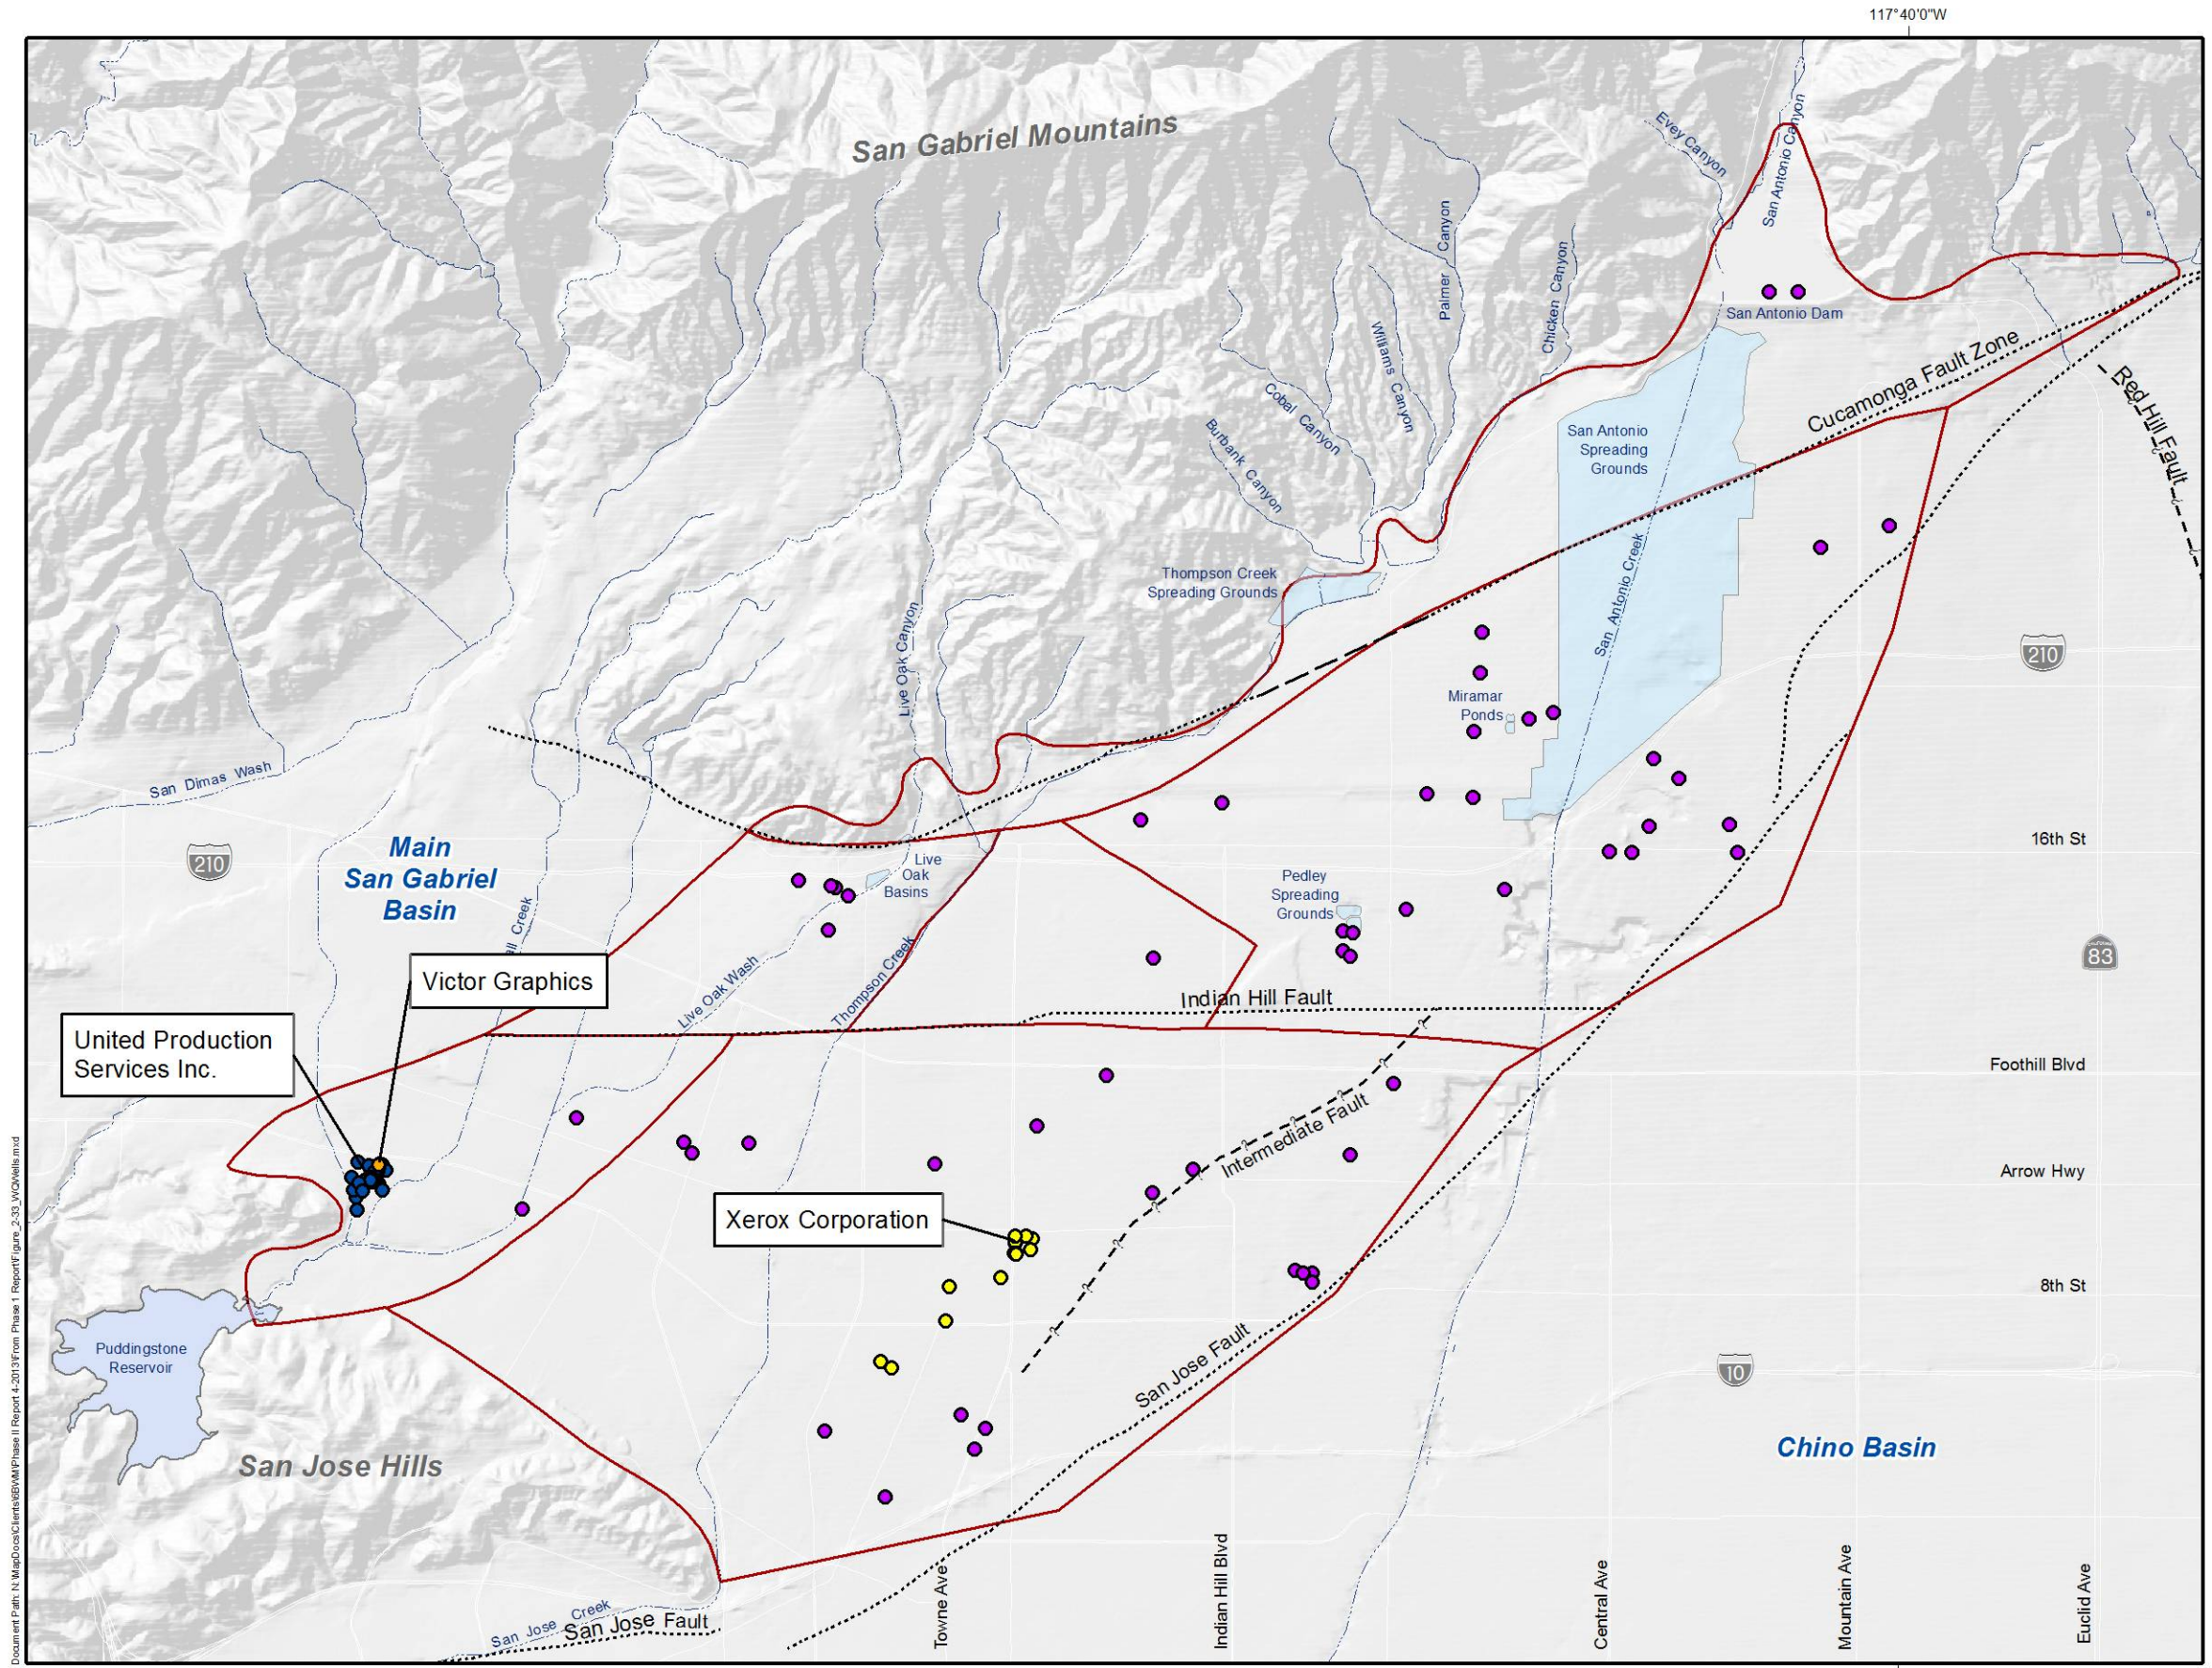 117°40'0"W
San Gabriel Mountains
Evey Canyon
San Antonio Canyon
Palmer Canyon
Chicken Canyon
Williams Canyon
Cobal Canyon
Burbank Canyon
San Antonio Dam
Cucamonga Fault Zone
Red Hill Fault
San Antonio
Spreading
Grounds
San Antonio Creek
Thompson Creek
Spreading Grounds
Live Oak Canyon
210
Miramar
Ponds
San Dimas Wash
210
Main
San Gabriel
Basin
16th St
Live
Oak
Basins
Pedley
Spreading
Grounds
83
Creek
Live Oak Wash
Thompson Creek
Victor Graphics
Indian Hill Fault
United Production
Services Inc.
Foothill Blvd
Intermediate Fault
Arrow Hwy
Xerox Corporation
8th St
Puddingstone
Reservoir
San Jose Fault
10
San Jose Hills
Chino Basin
San Jose Creek
San Jose Fault
Towne Ave
Indian Hill Blvd
Central Ave
Mountain Ave
Euclid Ave